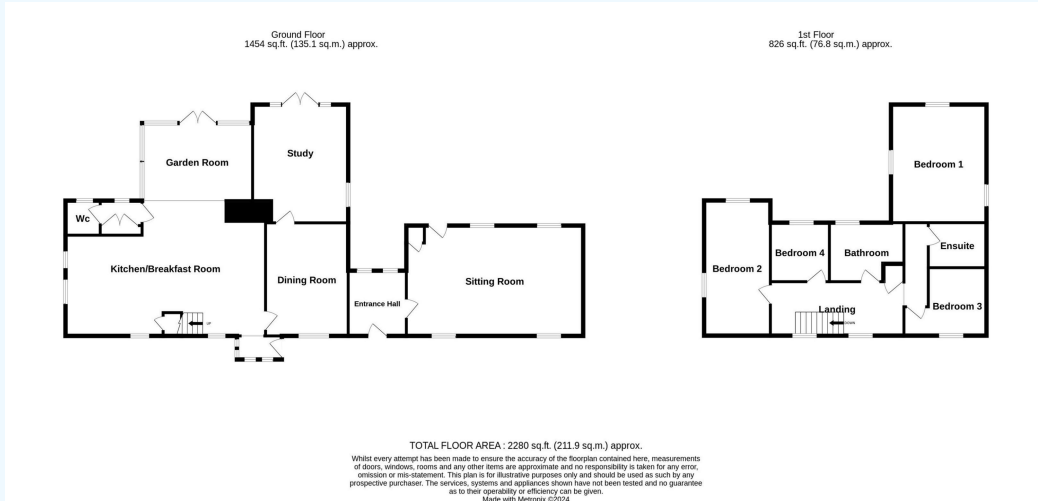 Ground Floor
1454 sq.ft. (135.1 sq.m.) approx.
1st Floor
826 sq.ft. (76.8 sq.m.) approx.
Garden Room
Study
Wc
Kitchen/Breakfast Room
Dining Room
Entrance Hall
Sitting Room
UP
Bedroom 1
Bedroom 2
Bedroom 4
Bathroom
Ensuite
Landing
Bedroom 3
DOWN
TOTAL FLOOR AREA : 2280 sq.ft. (211.9 sq.m.) approx.
Whilst every attempt has been made to ensure the accuracy of the floorplan contained here, measurements
of doors, windows, rooms and any other items are approximate and no responsibility is taken for any error,
omission or mis-statement. This plan is for illustrative purposes only and should be used as such by any
prospective purchaser. The services, systems and appliances shown have not been tested and no guarantee
as to their operability or efficiency can be given.
Made with Metropix ©2024